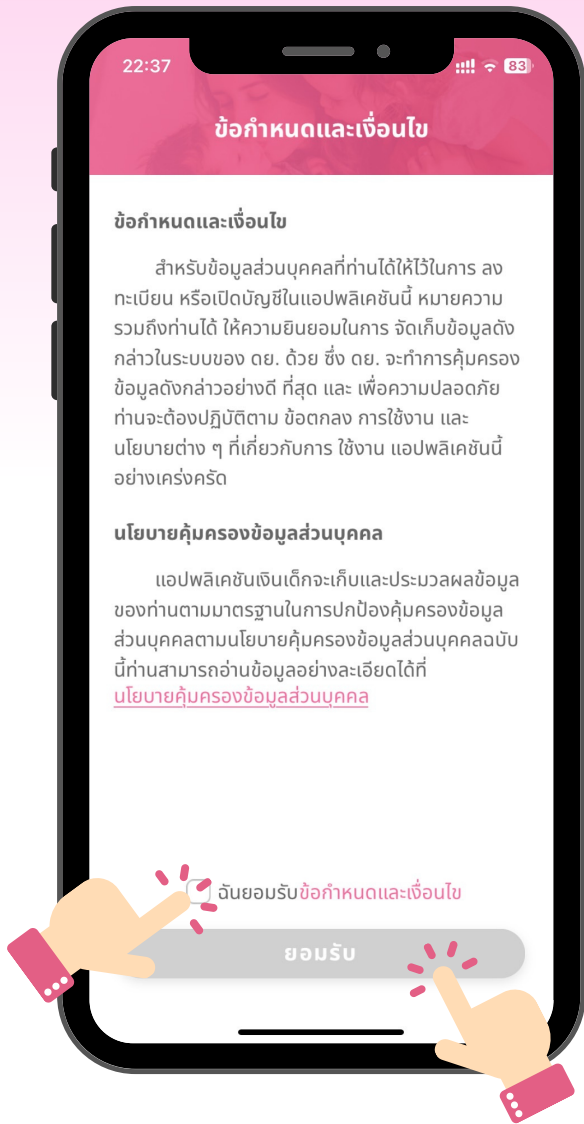 22:37
83
ข้อกำหนดและเงื่อนไข
ข้อกำหนดและเงื่อนไข
สำหรับข้อมูลส่วนบุคคลที่ท่านได้ให้ไว้ในการ ลง
ทะเบียน หรือเปิดบัญชีในแอปพลิเคชันนี้ หมายความ
รวมถึงท่านได้ ให้ความยินยอมในการ จัดเก็บข้อมูลดัง
กล่าวในระบบของ ดย. ด้วย ซึ่ง ดย. จะทำการคุ้มครอง
ข้อมูลดังกล่าวอย่างดี ที่สุด และ เพื่อความปลอดภัย
ท่านจะต้องปฏิบัติตาม ข้อตกลง การใช้งาน และ
นโยบายต่าง ๆ ที่เกี่ยวกับการ ใช้งาน แอปพลิเคชันนี้
อย่างเคร่งครัด
นโยบายคุ้มครองข้อมูลส่วนบุคคล
แอปพลิเคชันเงินเด็กจะเก็บและประมวลผลข้อมูล
ของท่านตามมาตรฐานในการปกป้องคุ้มครองข้อมูล
ส่วนบุคคลตามนโยบายคุ้มครองข้อมูลส่วนบุคคลฉบับ
นี้ท่านสามารถอ่านข้อมูลอย่างละเอียดได้ที่
นโยบายคุ้มครองข้อมูลส่วนบุคคล
ฉันยอมรับข้อกำหนดและเงื่อนไข
ยอมรับ